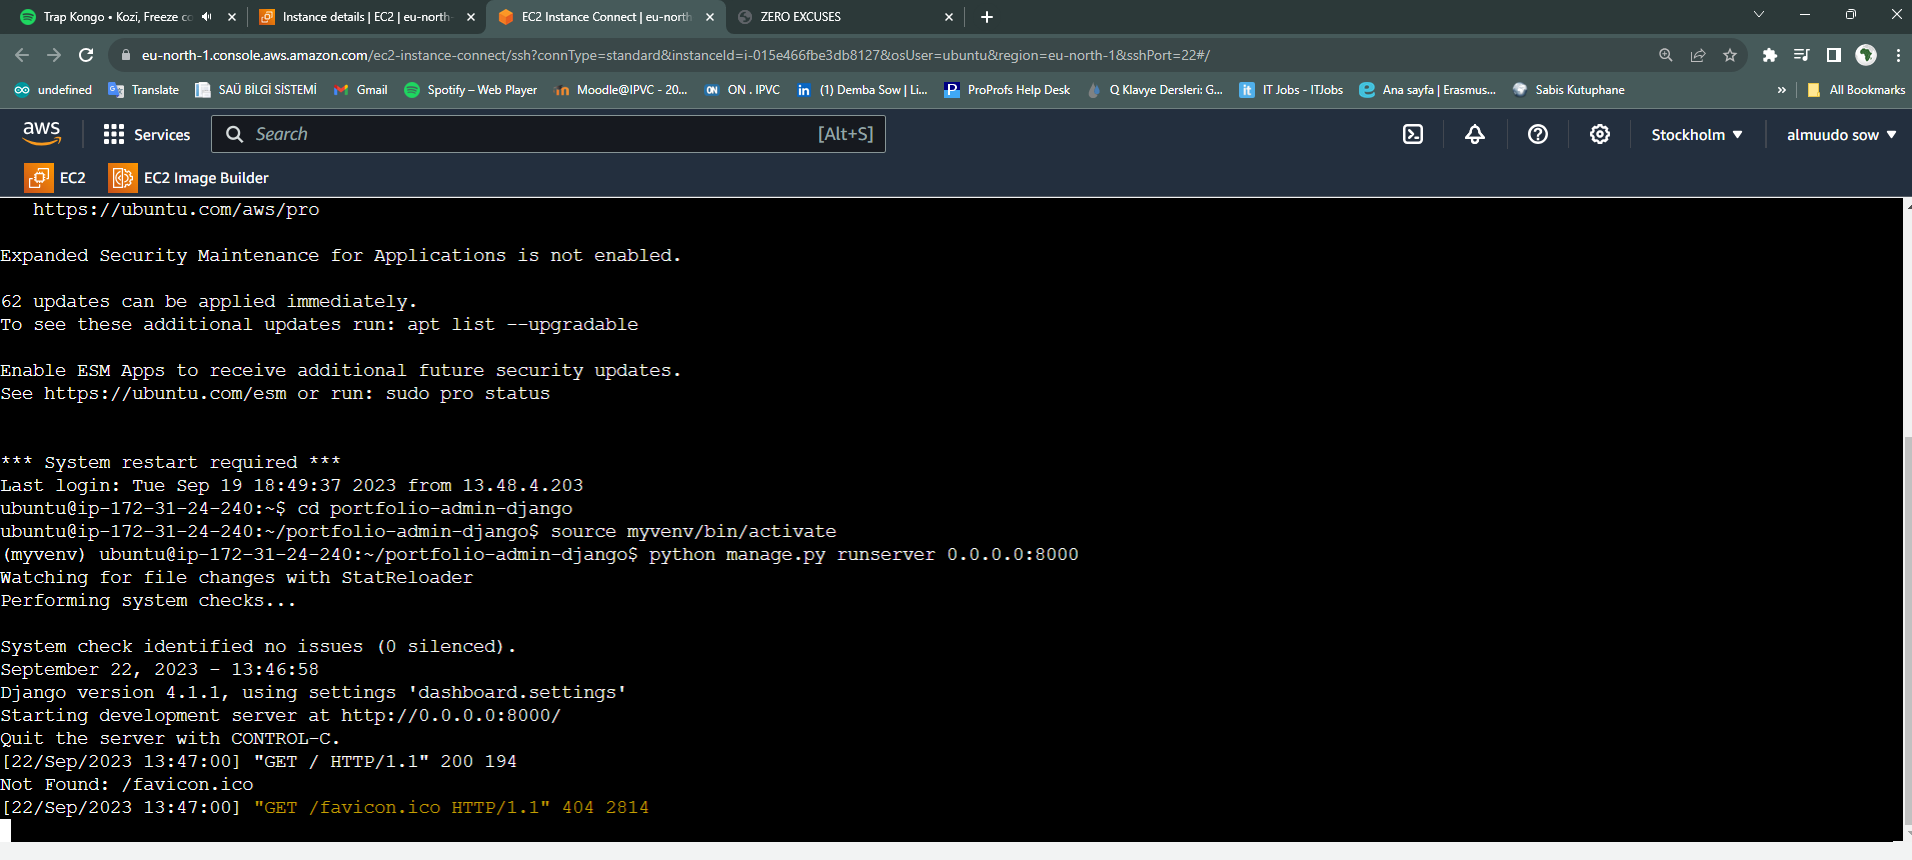 Trap Kongo • Kozi, Freeze co
Instance details | EC2 | eu-north-
EC2 Instance Connect | eu-north
ZERO EXCUSES
eu-north-1.console.aws.amazon.com/ec2-instance-connect/ssh?connType=standard&instanceId=i-015e466fbe3db8127&osUser=ubuntu&region=eu-north-1&sshPort=22#/
undefined
Translate
SAÜ BİLGİ SİSTEMİ
Gmail
Spotify – Web Player
Moodle@IPVC - 20...
ON . IPVC
(1) Demba Sow | Li...
ProProfs Help Desk
Q Klavye Dersleri: G...
IT Jobs - ITJobs
Ana sayfa | Erasmus...
Sabis Kutuphane
» All Bookmarks
aws
Services
Search [Alt+S]
Stockholm
almuudo sow
EC2
EC2 Image Builder
https://ubuntu.com/aws/pro
Expanded Security Maintenance for Applications is not enabled.
62 updates can be applied immediately.
To see these additional updates run: apt list --upgradable
Enable ESM Apps to receive additional future security updates.
See https://ubuntu.com/esm or run: sudo pro status
*** System restart required ***
Last login: Tue Sep 19 18:49:37 2023 from 13.48.4.203
ubuntu@ip-172-31-24-240:~$ cd portfolio-admin-django
ubuntu@ip-172-31-24-240:~/portfolio-admin-django$ source myvenv/bin/activate
(myvenv) ubuntu@ip-172-31-24-240:~/portfolio-admin-django$ python manage.py runserver 0.0.0.0:8000
Watching for file changes with StatReloader
Performing system checks...
System check identified no issues (0 silenced).
September 22, 2023 - 13:46:58
Django version 4.1.1, using settings 'dashboard.settings'
Starting development server at http://0.0.0.0:8000/
Quit the server with CONTROL-C.
[22/Sep/2023 13:47:00] "GET / HTTP/1.1" 200 194
Not Found: /favicon.ico
[22/Sep/2023 13:47:00] "GET /favicon.ico HTTP/1.1" 404 2814